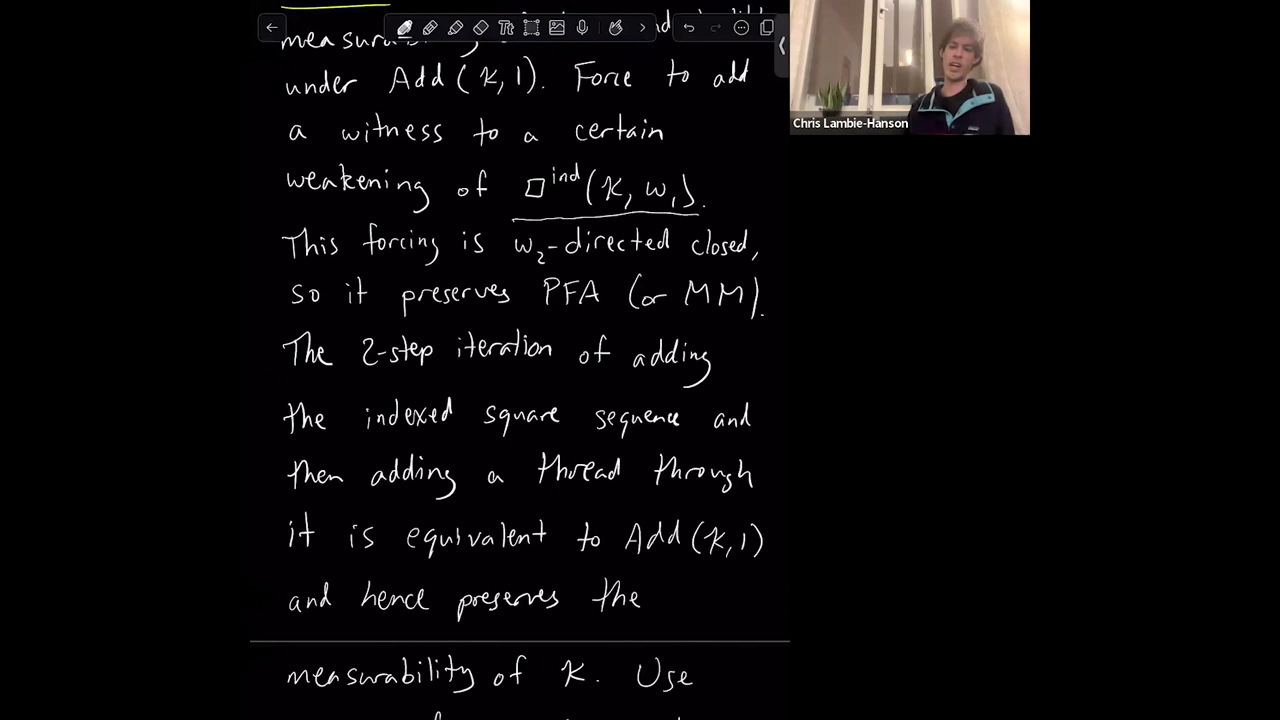 under Add(κ, 1). Force to add
a witness to a certain
weakening of □^ind(κ, ω₁).
This forcing is ω₂-directed closed,
so it preserves PFA (or MM).
The 2-step iteration of adding
the indexed square sequence and
then adding a thread through
it is equivalent to Add(κ,1)
and hence preserves the
measurability of κ. Use
Chris Lambie-Hanson